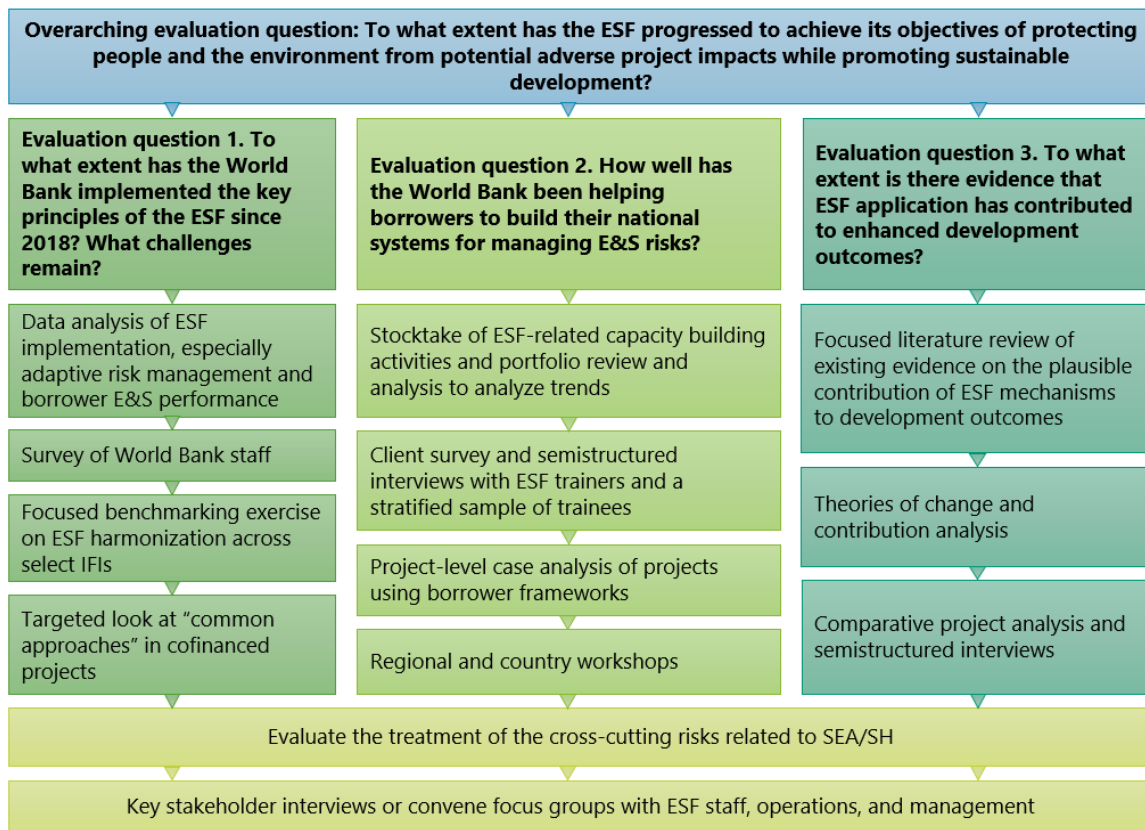 Overarching evaluation question: To what extent has the ESF progressed to achieve its objectives of protecting
people and the environment from potential adverse project impacts while promoting sustainable
development?
Evaluation question 1. To
what extent has the World
Bank implemented the key
principles of the ESF since
2018? What challenges
remain?
Data analysis of ESF
implementation, especially
adaptive risk management and
borrower E&S performance
Survey of World Bank staff
Focused benchmarking exercise
on ESF harmonization across
select IFIs
Targeted look at “common
approaches” in cofinanced
projects
Evaluation question 2. How well has
the World Bank been helping
borrowers to build their national
systems for managing E&S risks?
Stocktake of ESF-related capacity building
activities and portfolio review and
analysis to analyze trends
Client survey and semistructured
interviews with ESF trainers and a
stratified sample of trainees
Project-level case analysis of projects
using borrower frameworks
Regional and country workshops
Evaluation question 3. To what
extent is there evidence that
ESF application has contributed
to enhanced development
outcomes?
Focused literature review of
existing evidence on the plausible
contribution of ESF mechanisms
to development outcomes
Theories of change and
contribution analysis
Comparative project analysis and
semistructured interviews
Evaluate the treatment of the cross-cutting risks related to SEA/SH
Key stakeholder interviews or convene focus groups with ESF staff, operations, and management